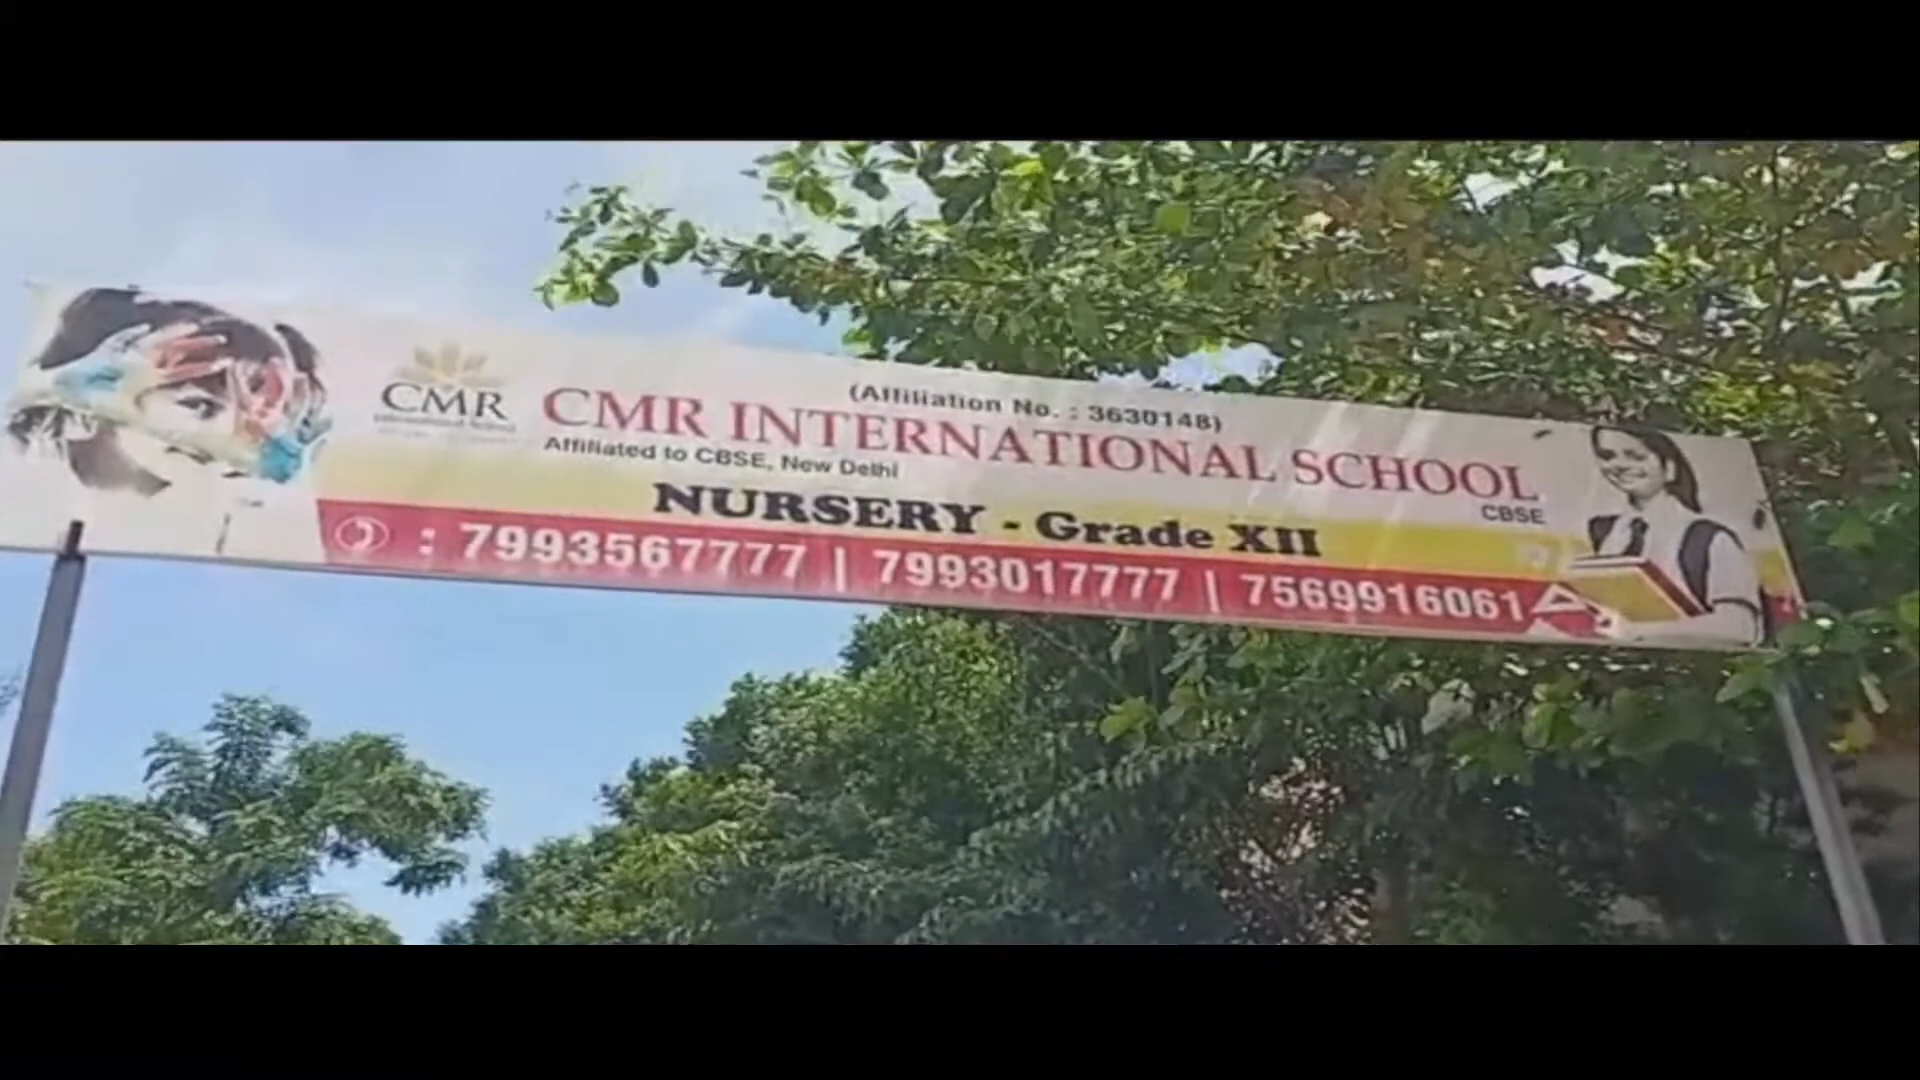 CMR
(Affiliation No. : 3630148)
CMR INTERNATIONAL SCHOOL
Affiliated to CBSE, New Delhi
CBSE
NURSERY - Grade XII
: 7993567777 | 7993017777 | 7569916061